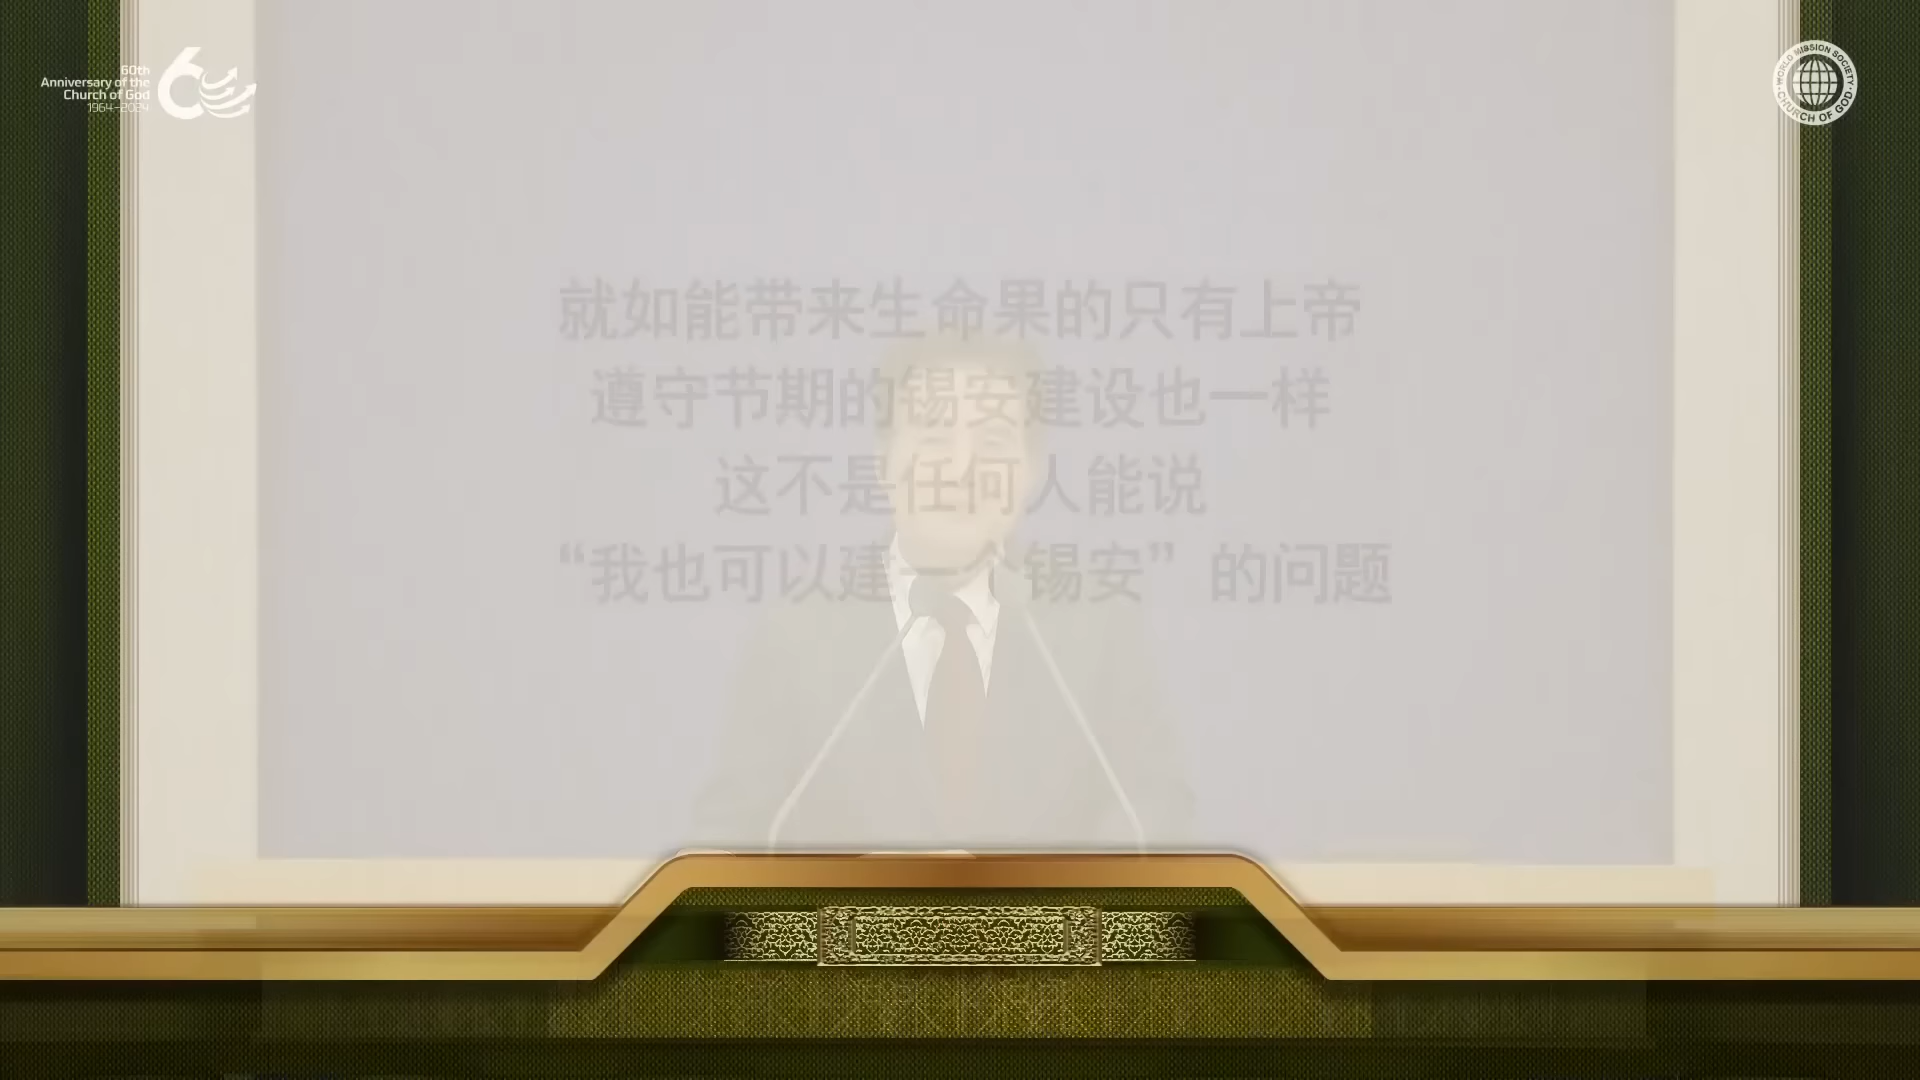 60th
Anniversary of the
Church of God
1964-2024
WORLD MISSION SOCIETY
CHURCH OF GOD
就如能带来生命果的只有上帝
遵守节期的锡安建设也一样
这不是任何人能说
“我也可以建一个锡安”的问题